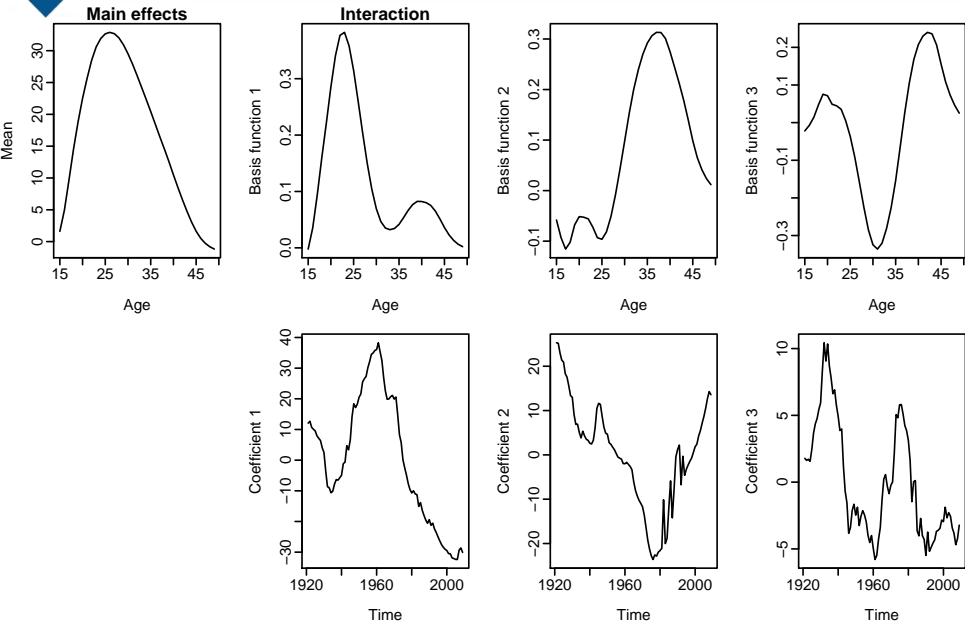 Main effects
Interaction
Mean
0 5 10 15 20 25 30
15 25 35 45
Age
Basis function 1
0.0 0.1 0.2 0.3
15 25 35 45
Age
Basis function 2
−0.1 0.0 0.1 0.2 0.3
15 25 35 45
Age
Basis function 3
−0.3 −0.1 0.1 0.2
15 25 35 45
Age
Coefficient 1
−30 −10 0 10 20 30 40
1920 1960 2000
Time
Coefficient 2
−20 −10 0 10 20
1920 1960 2000
Time
Coefficient 3
−5 0 5 10
1920 1960 2000
Time